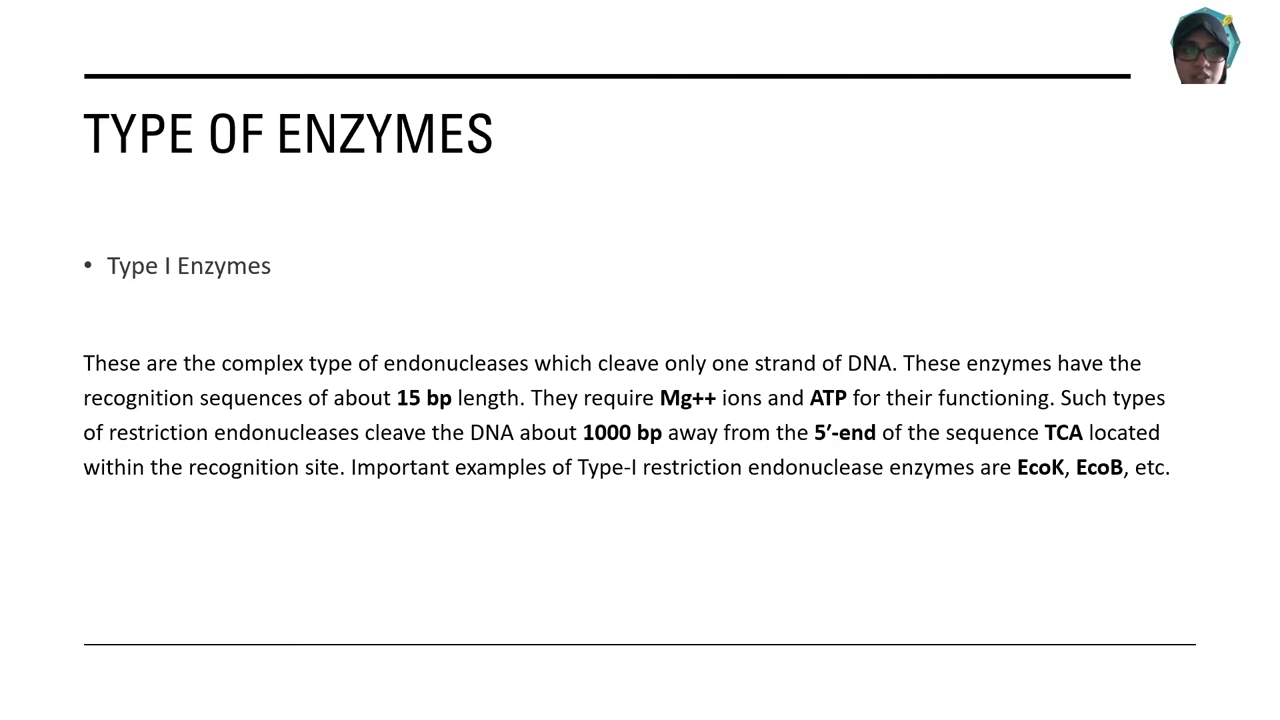 TYPE OF ENZYMES
• Type I Enzymes
These are the complex type of endonucleases which cleave only one strand of DNA. These enzymes have the
recognition sequences of about 15 bp length. They require Mg++ ions and ATP for their functioning. Such types
of restriction endonucleases cleave the DNA about 1000 bp away from the 5′-end of the sequence TCA located
within the recognition site. Important examples of Type-I restriction endonuclease enzymes are EcoK, EcoB, etc.